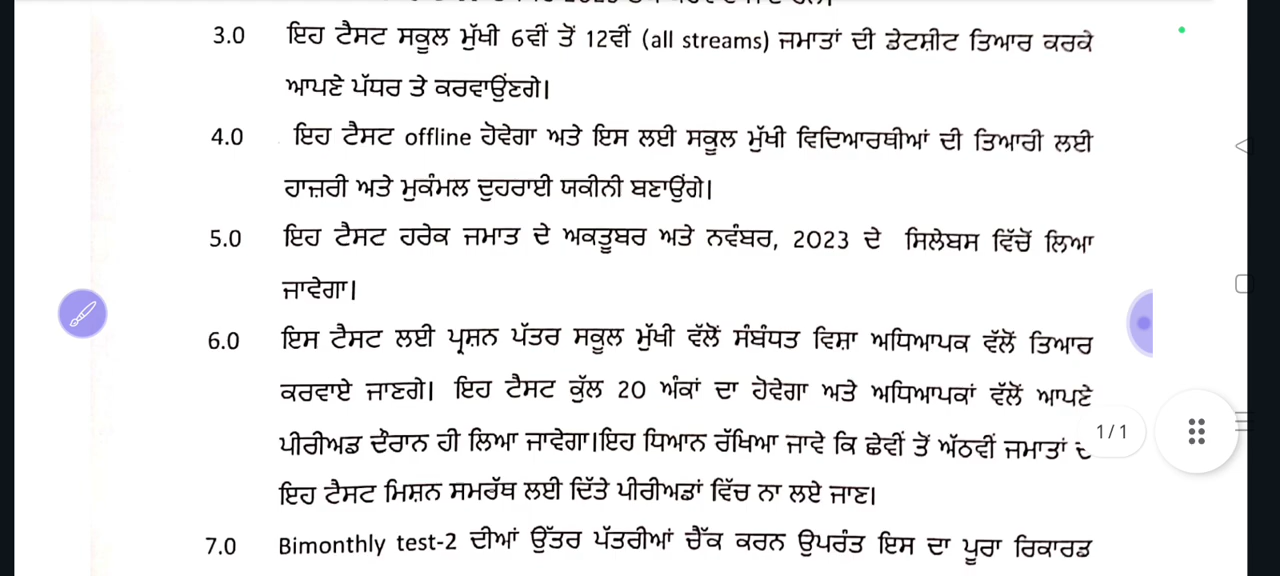 3.0 ਇਹ ਟੈਸਟ ਸਕੂਲ ਮੁੱਖੀ 6ਵੀਂ ਤੋਂ 12ਵੀਂ (all streams) ਜਮਾਤਾਂ ਦੀ ਡੇਟਸ਼ੀਟ ਤਿਆਰ ਕਰਕੇ
ਆਪਣੇ ਪੱਧਰ ਤੇ ਕਰਵਾਉਂਣਗੇ।
4.0 ਇਹ ਟੈਸਟ offline ਹੋਵੇਗਾ ਅਤੇ ਇਸ ਲਈ ਸਕੂਲ ਮੁੱਖੀ ਵਿਦਿਆਰਥੀਆਂ ਦੀ ਤਿਆਰੀ ਲਈ
ਹਾਜ਼ਰੀ ਅਤੇ ਮੁਕੰਮਲ ਦੁਹਰਾਈ ਯਕੀਨੀ ਬਣਾਉਂਗੇ।
5.0 ਇਹ ਟੈਸਟ ਹਰੇਕ ਜਮਾਤ ਦੇ ਅਕਤੂਬਰ ਅਤੇ ਨਵੰਬਰ, 2023 ਦੇ ਸਿਲੇਬਸ ਵਿੱਚੋਂ ਲਿਆ
ਜਾਵੇਗਾ।
6.0 ਇਸ ਟੈਸਟ ਲਈ ਪ੍ਰਸ਼ਨ ਪੱਤਰ ਸਕੂਲ ਮੁੱਖੀ ਵੱਲੋਂ ਸੰਬੰਧਤ ਵਿਸ਼ਾ ਅਧਿਆਪਕ ਵੱਲੋਂ ਤਿਆਰ
ਕਰਵਾਏ ਜਾਣਗੇ। ਇਹ ਟੈਸਟ ਕੁੱਲ 20 ਅੰਕਾਂ ਦਾ ਹੋਵੇਗਾ ਅਤੇ ਅਧਿਆਪਕਾਂ ਵੱਲੋਂ ਆਪਣੇ
ਪੀਰੀਅਡ ਦੌਰਾਨ ਹੀ ਲਿਆ ਜਾਵੇਗਾ।ਇਹ ਧਿਆਨ ਰੱਖਿਆ ਜਾਵੇ ਕਿ ਛੇਵੀਂ ਤੋਂ ਅੱਠਵੀਂ ਜਮਾਤਾਂ
1/1
ਇਹ ਟੈਸਟ ਮਿਸ਼ਨ ਸਮਰੱਥ ਲਈ ਦਿੱਤੇ ਪੀਰੀਅਡਾਂ ਵਿੱਚ ਨਾ ਲਏ ਜਾਣ।
7.0 Bimonthly test-2 ਦੀਆਂ ਉੱਤਰ ਪੱਤਰੀਆਂ ਚੈੱਕ ਕਰਨ ਉਪਰੰਤ ਇਸ ਦਾ ਪੂਰਾ ਰਿਕਾਰਡ